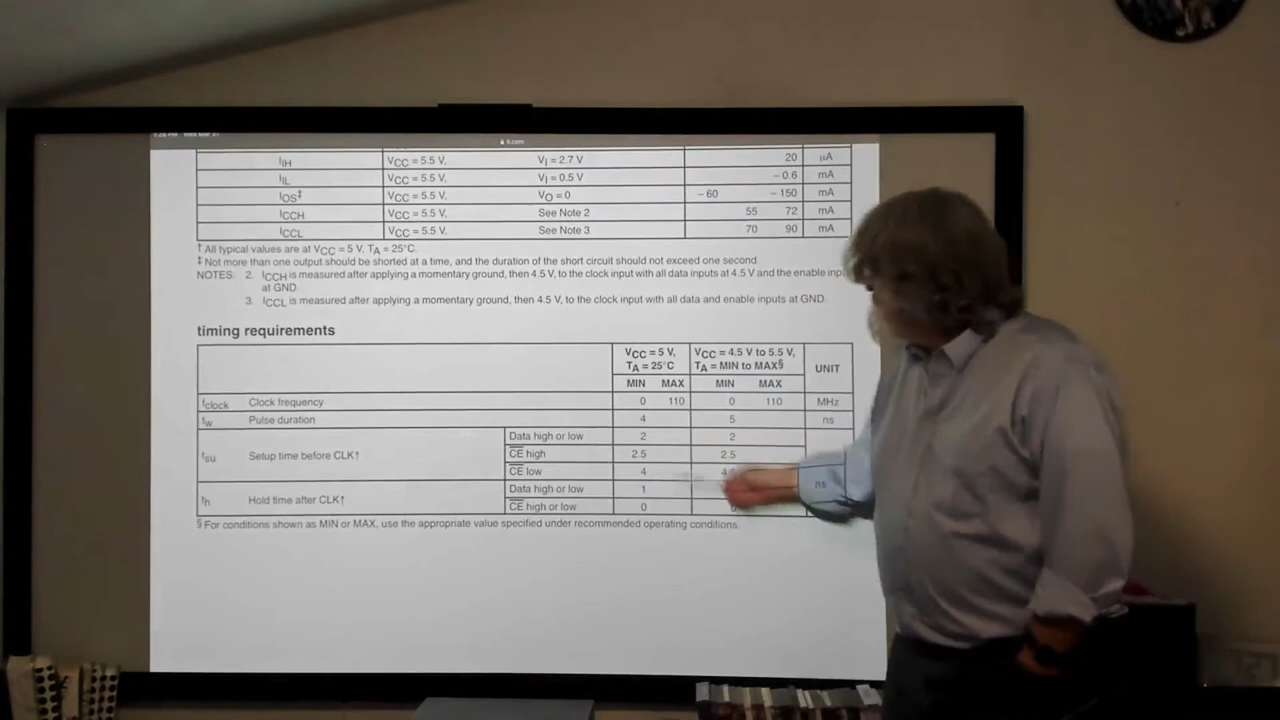 ti.com
IIH VCC = 5.5 V, VI = 2.7 V 20 µA
IIL VCC = 5.5 V, VI = 0.5 V – 0.6 mA
IOS‡ VCC = 5.5 V, VO = 0 – 60 – 150 mA
ICCH VCC = 5.5 V, See Note 2 55 72 mA
ICCL VCC = 5.5 V, See Note 3 70 90 mA
† All typical values are at VCC = 5 V, TA = 25°C.
‡ Not more than one output should be shorted at a time, and the duration of the short circuit should not exceed one second
NOTES: 2. ICCH is measured after applying a momentary ground, then 4.5 V, to the clock input with all data inputs at 4.5 V and the enable
at GND.
3. ICCL is measured after applying a momentary ground, then 4.5 V, to the clock input with all data and enable inputs at GND.
timing requirements
VCC = 5 V, VCC = 4.5 V to 5.5 V,
TA = 25°C TA = MIN to MAX§ UNIT
MIN MAX MIN MAX
fclock Clock frequency 0 110 0 110 MHz
tw Pulse duration 4 5 ns
Data high or low 2 2
tsu Setup time before CLK↑ CE high 2.5 2.5
CE low 4
Data high or low 1 ns
th Hold time after CLK↑
CE high or low 0
§ For conditions shown as MIN or MAX, use the appropriate value specified under recommended operating conditions.